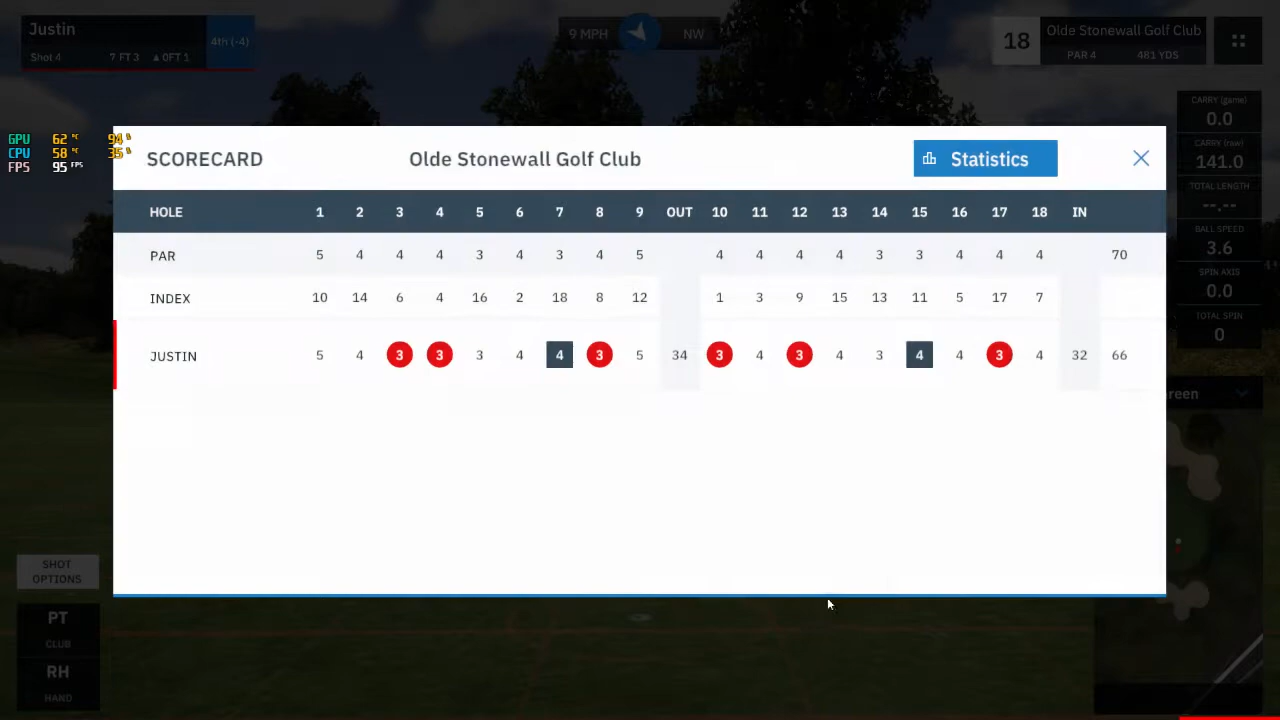 Justin
Shot 4 7 FT 3 ▲0FT 1
4th (-4)
9 MPH NW
18
Olde Stonewall Golf Club
PAR 4 481 YDS
GPU 62 °C 94 %
CPU 58 °C 35 %
FPS 95 FPS
SCORECARD Olde Stonewall Golf Club Statistics
HOLE 1 2 3 4 5 6 7 8 9 OUT 10 11 12 13 14 15 16 17 18 IN
PAR 5 4 4 4 3 4 3 4 5 4 4 4 4 3 3 4 4 4 70
INDEX 10 14 6 4 16 2 18 8 12 1 3 9 15 13 11 5 17 7
JUSTIN 5 4 3 3 3 4 4 3 5 34 3 4 3 4 3 4 4 3 4 32 66
CARRY (game)
0.0
CARRY (raw)
141.0
TOTAL LENGTH
--.--
BALL SPEED
3.6
SPIN AXIS
0.0
TOTAL SPIN
0
SHOT
OPTIONS
PT
CLUB
RH
HAND